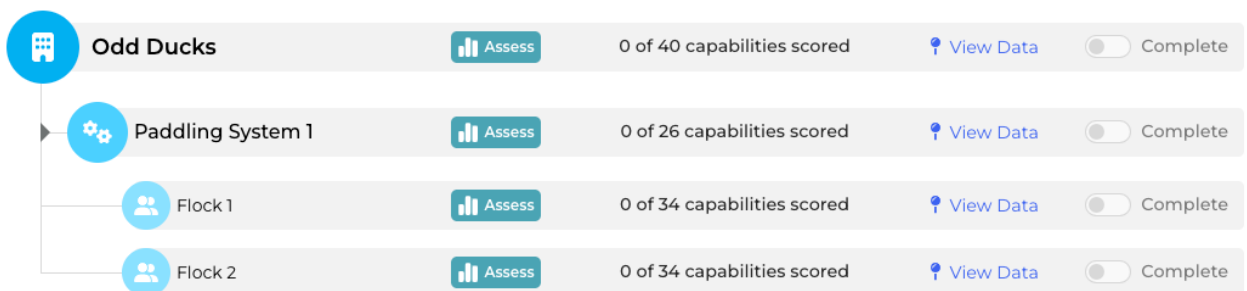 Odd Ducks Assess 0 of 40 capabilities scored View Data Complete
Paddling System 1 Assess 0 of 26 capabilities scored View Data Complete
Flock 1 Assess 0 of 34 capabilities scored View Data Complete
Flock 2 Assess 0 of 34 capabilities scored View Data Complete